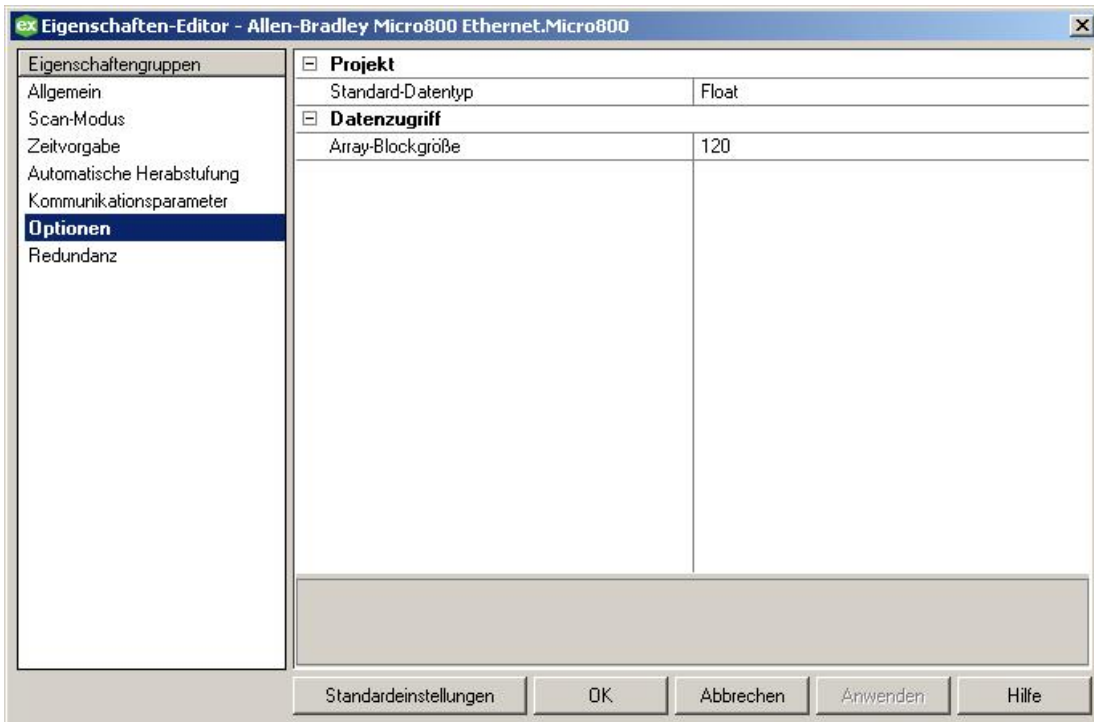 ex Eigenschaften-Editor - Allen-Bradley Micro800 Ethernet.Micro800
Eigenschaftengruppen
Allgemein
Scan-Modus
Zeitvorgabe
Automatische Herabstufung
Kommunikationsparameter
Optionen
Redundanz
Projekt
Standard-Datentyp Float
Datenzugriff
Array-Blockgröße 120
Standardeinstellungen OK Abbrechen Anwenden Hilfe